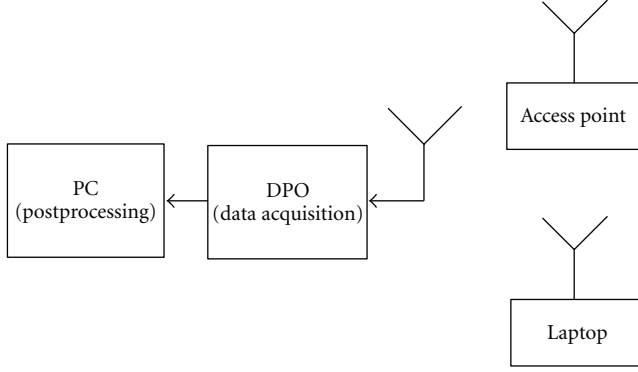 Access point
PC
(postprocessing)
DPO
(data acquisition)
Laptop